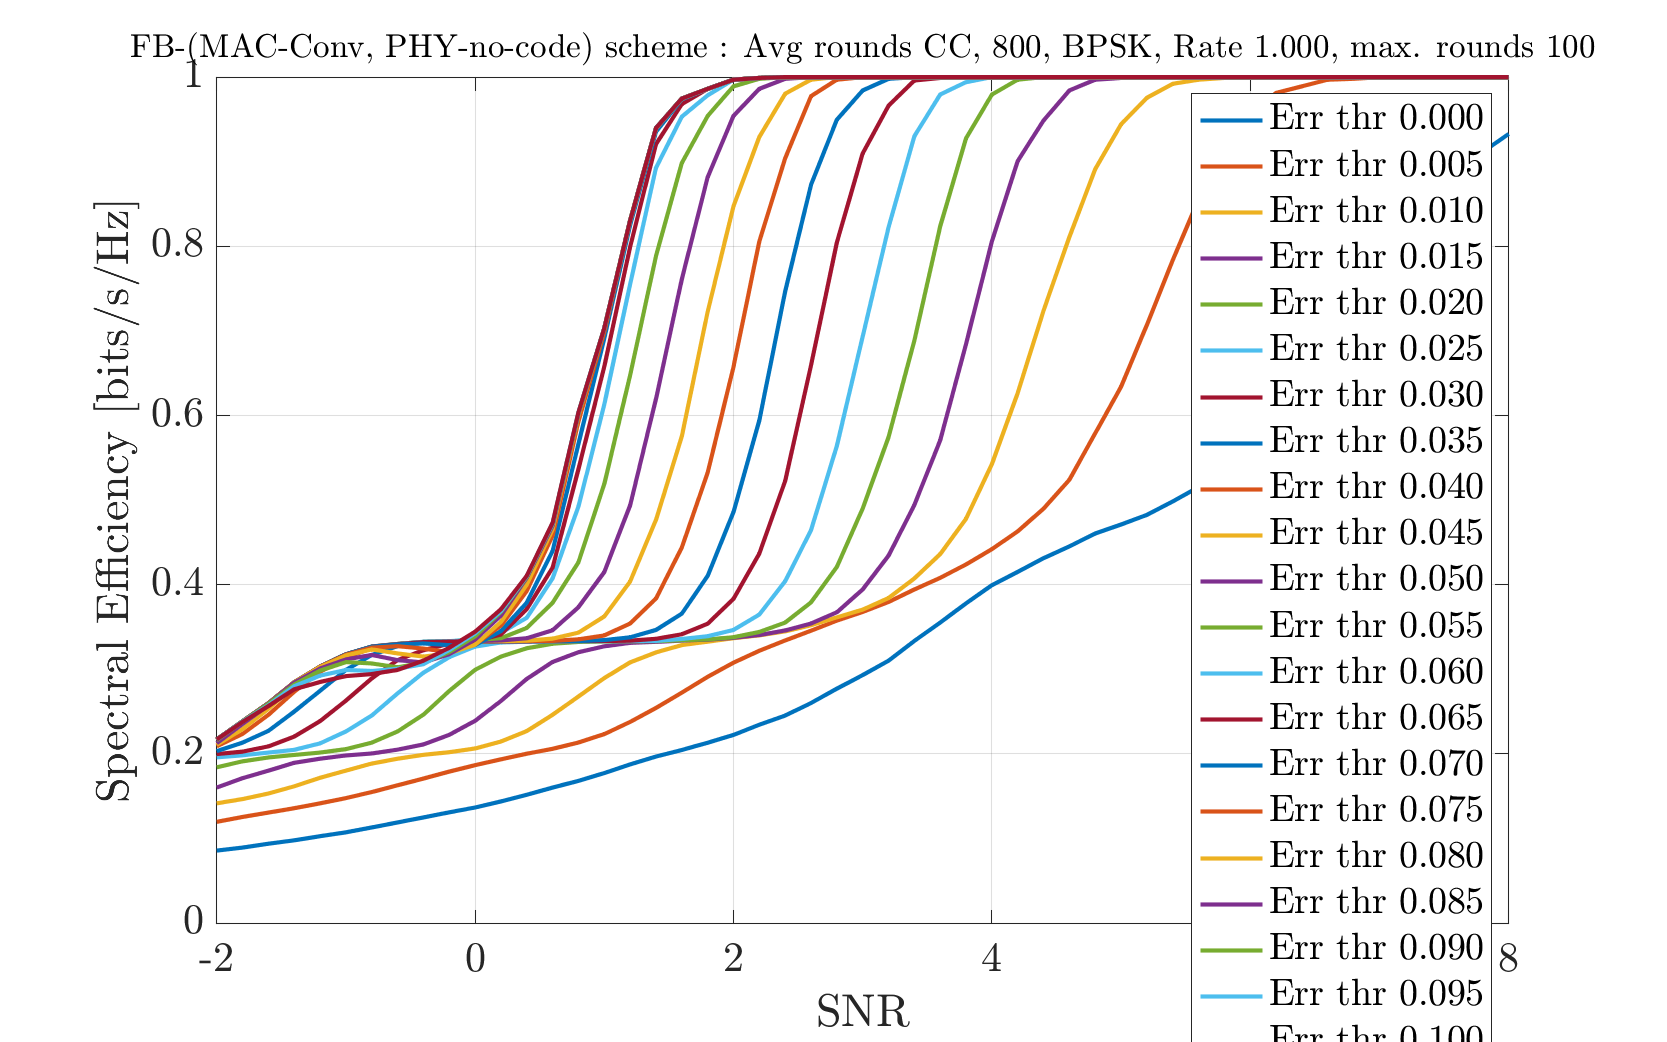 FB-(MAC-Conv, PHY-no-code) scheme : Avg rounds CC, 800, BPSK, Rate 1.000, max. rounds 100
1
0.8
0.6
0.4
0.2
0
Spectral Efficiency [bits/s/Hz]
-2
0
2
4
8
SNR
Err thr 0.000
Err thr 0.005
Err thr 0.010
Err thr 0.015
Err thr 0.020
Err thr 0.025
Err thr 0.030
Err thr 0.035
Err thr 0.040
Err thr 0.045
Err thr 0.050
Err thr 0.055
Err thr 0.060
Err thr 0.065
Err thr 0.070
Err thr 0.075
Err thr 0.080
Err thr 0.085
Err thr 0.090
Err thr 0.095
Err thr 0.100